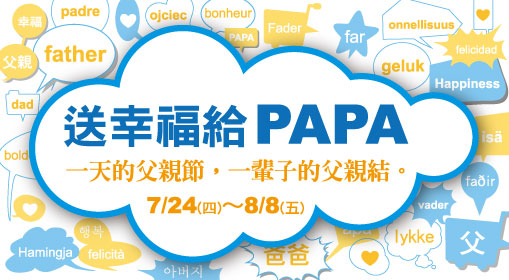 幸福
padre
ojciec
bonheur
Fader
far
onnellisuus
felicidad
父親
father
PAPA
geluk
Happiness
dad
送幸福給PAPA
一天的父親節，一輩子的父親結。
7/24(四)～8/8(五)
faðir
vader
lykke
父
Hamingja
행복
felicità
아버지
爸爸